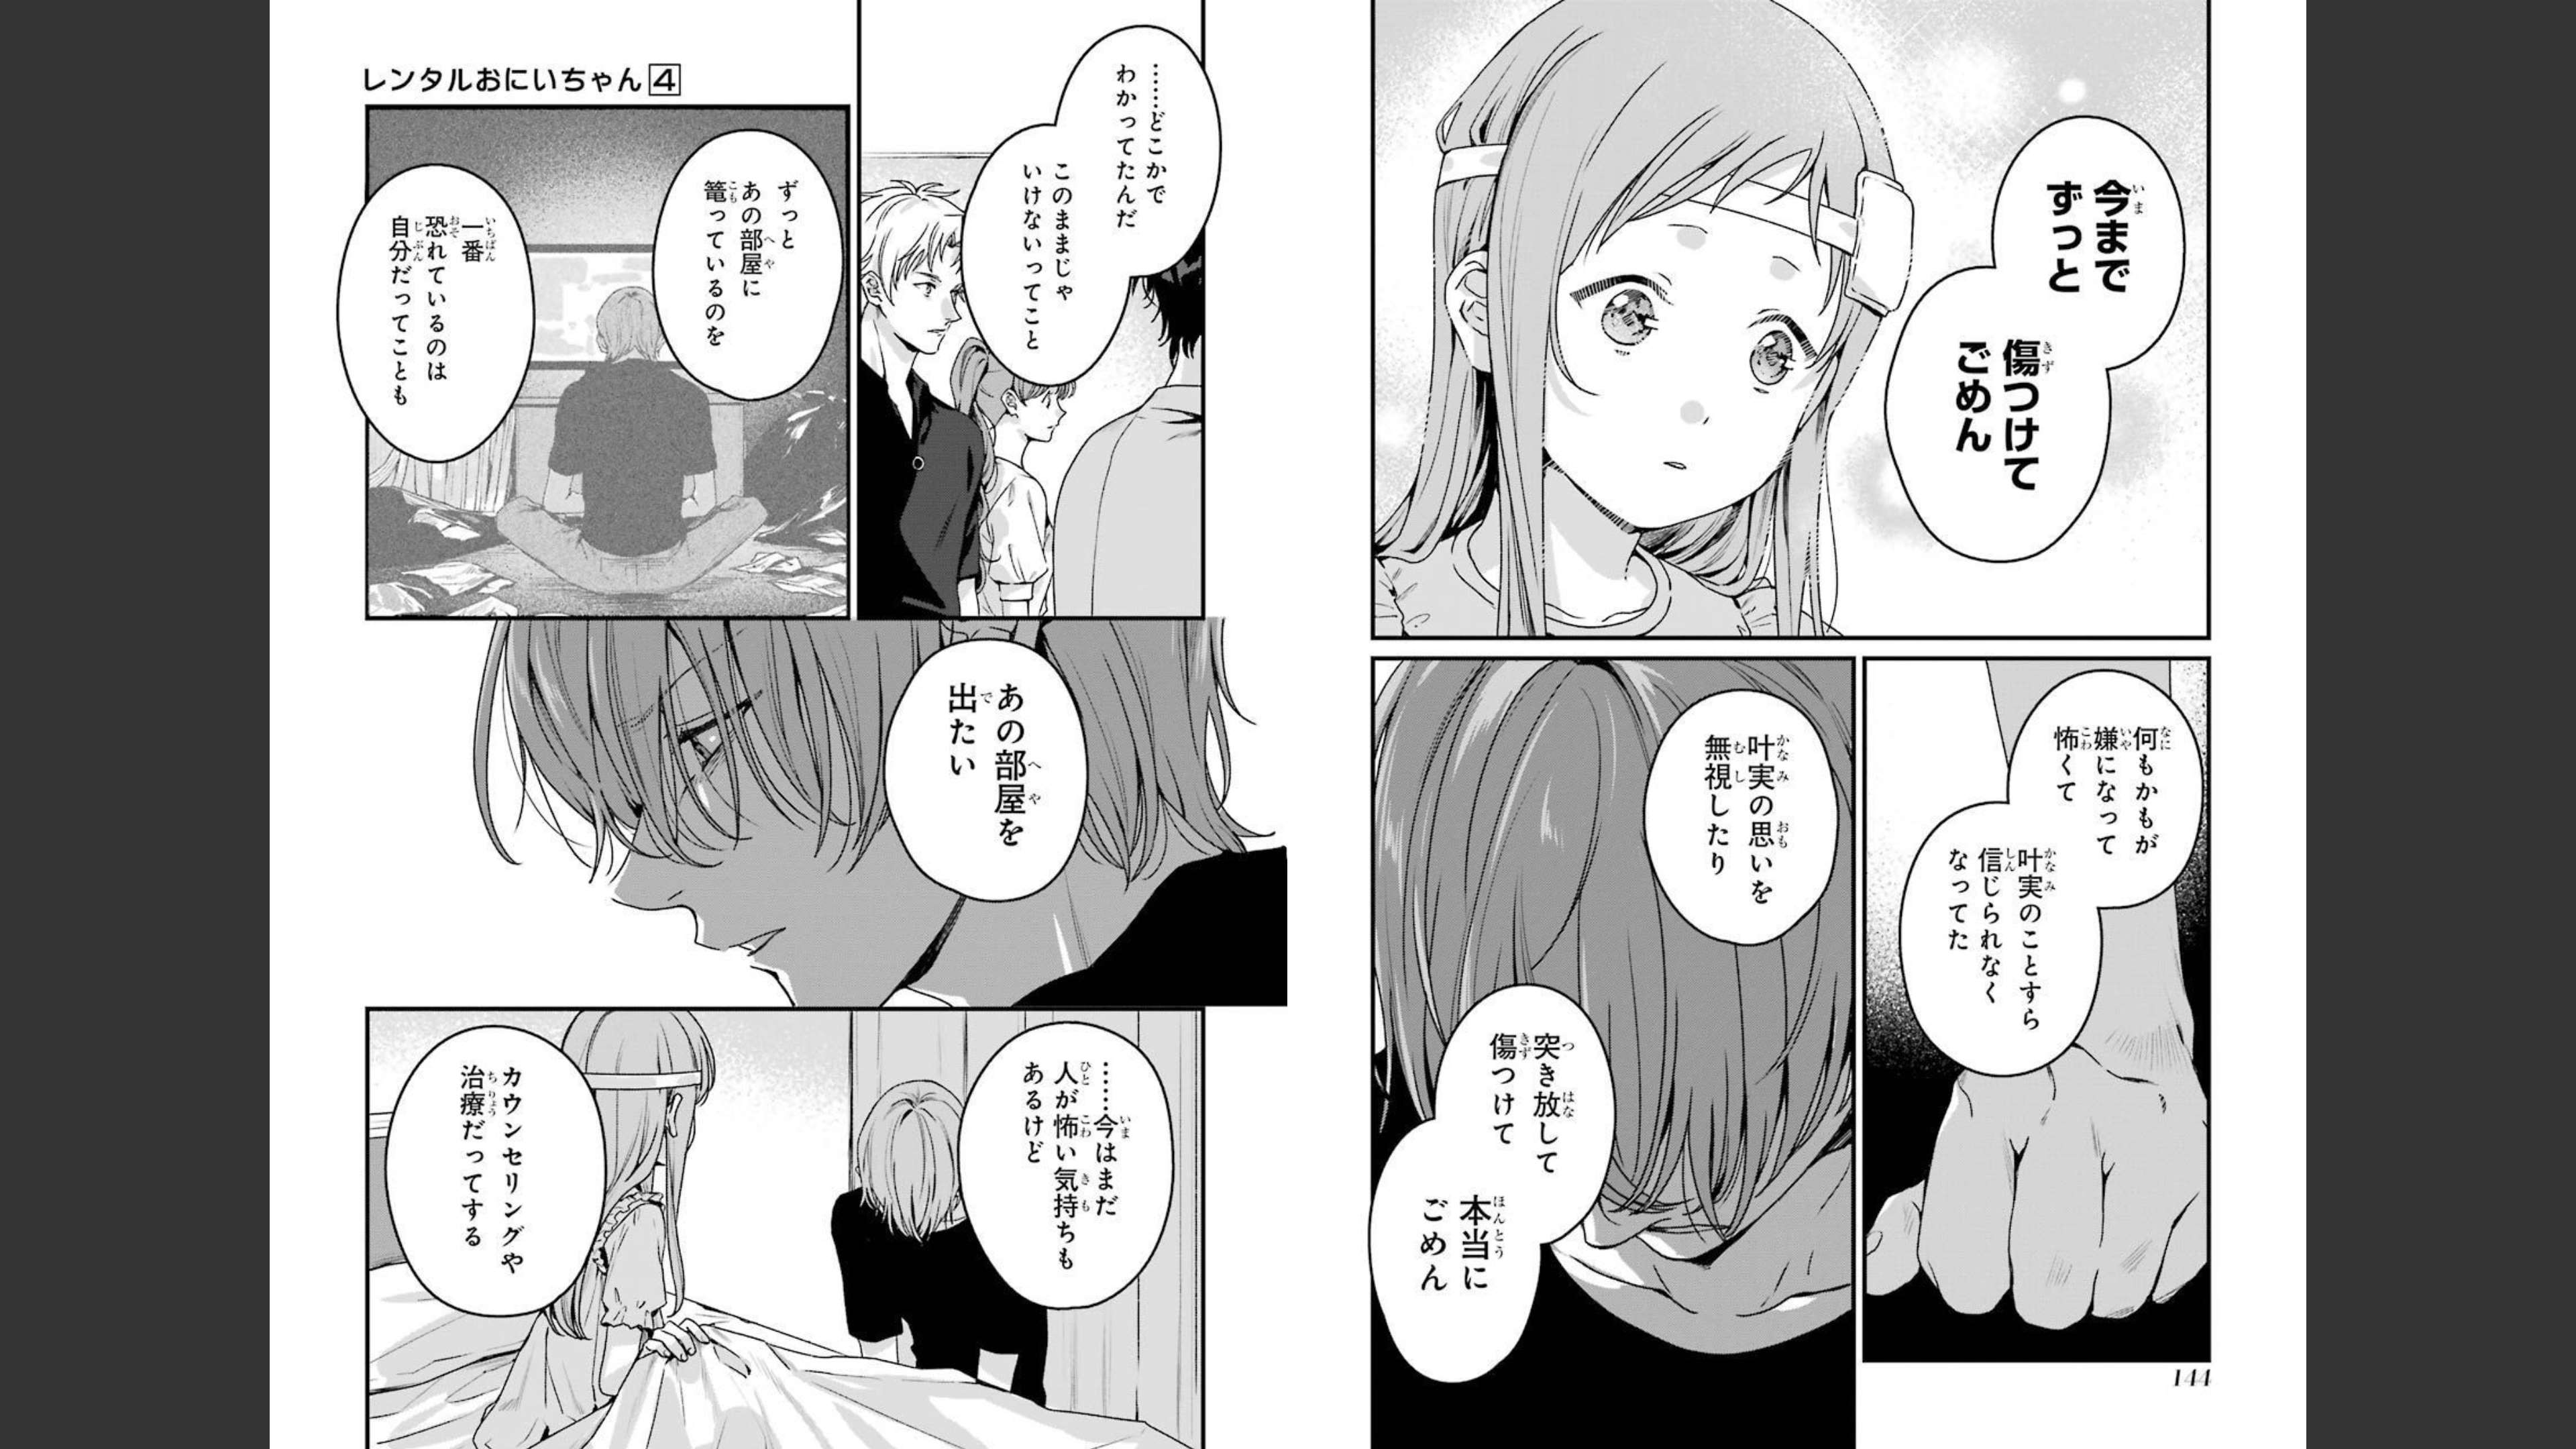 今まで
ずっと
傷つけて
ごめん
何もかもが
嫌になって
怖くて
叶実のことすら
信じられなく
なってた
叶実の思いを
無視したり
突き放して
傷つけて
本当に
ごめん
144
レンタルおにいちゃん4
……どこかで
わかってたんだ
このままじゃ
いけないってこと
ずっと
あの部屋に
篭っているのを
一番
恐れているのは
自分だってことも
あの部屋を
出たい
……今はまだ
人が怖い気持ちも
あるけど
カウンセリングや
治療だってする